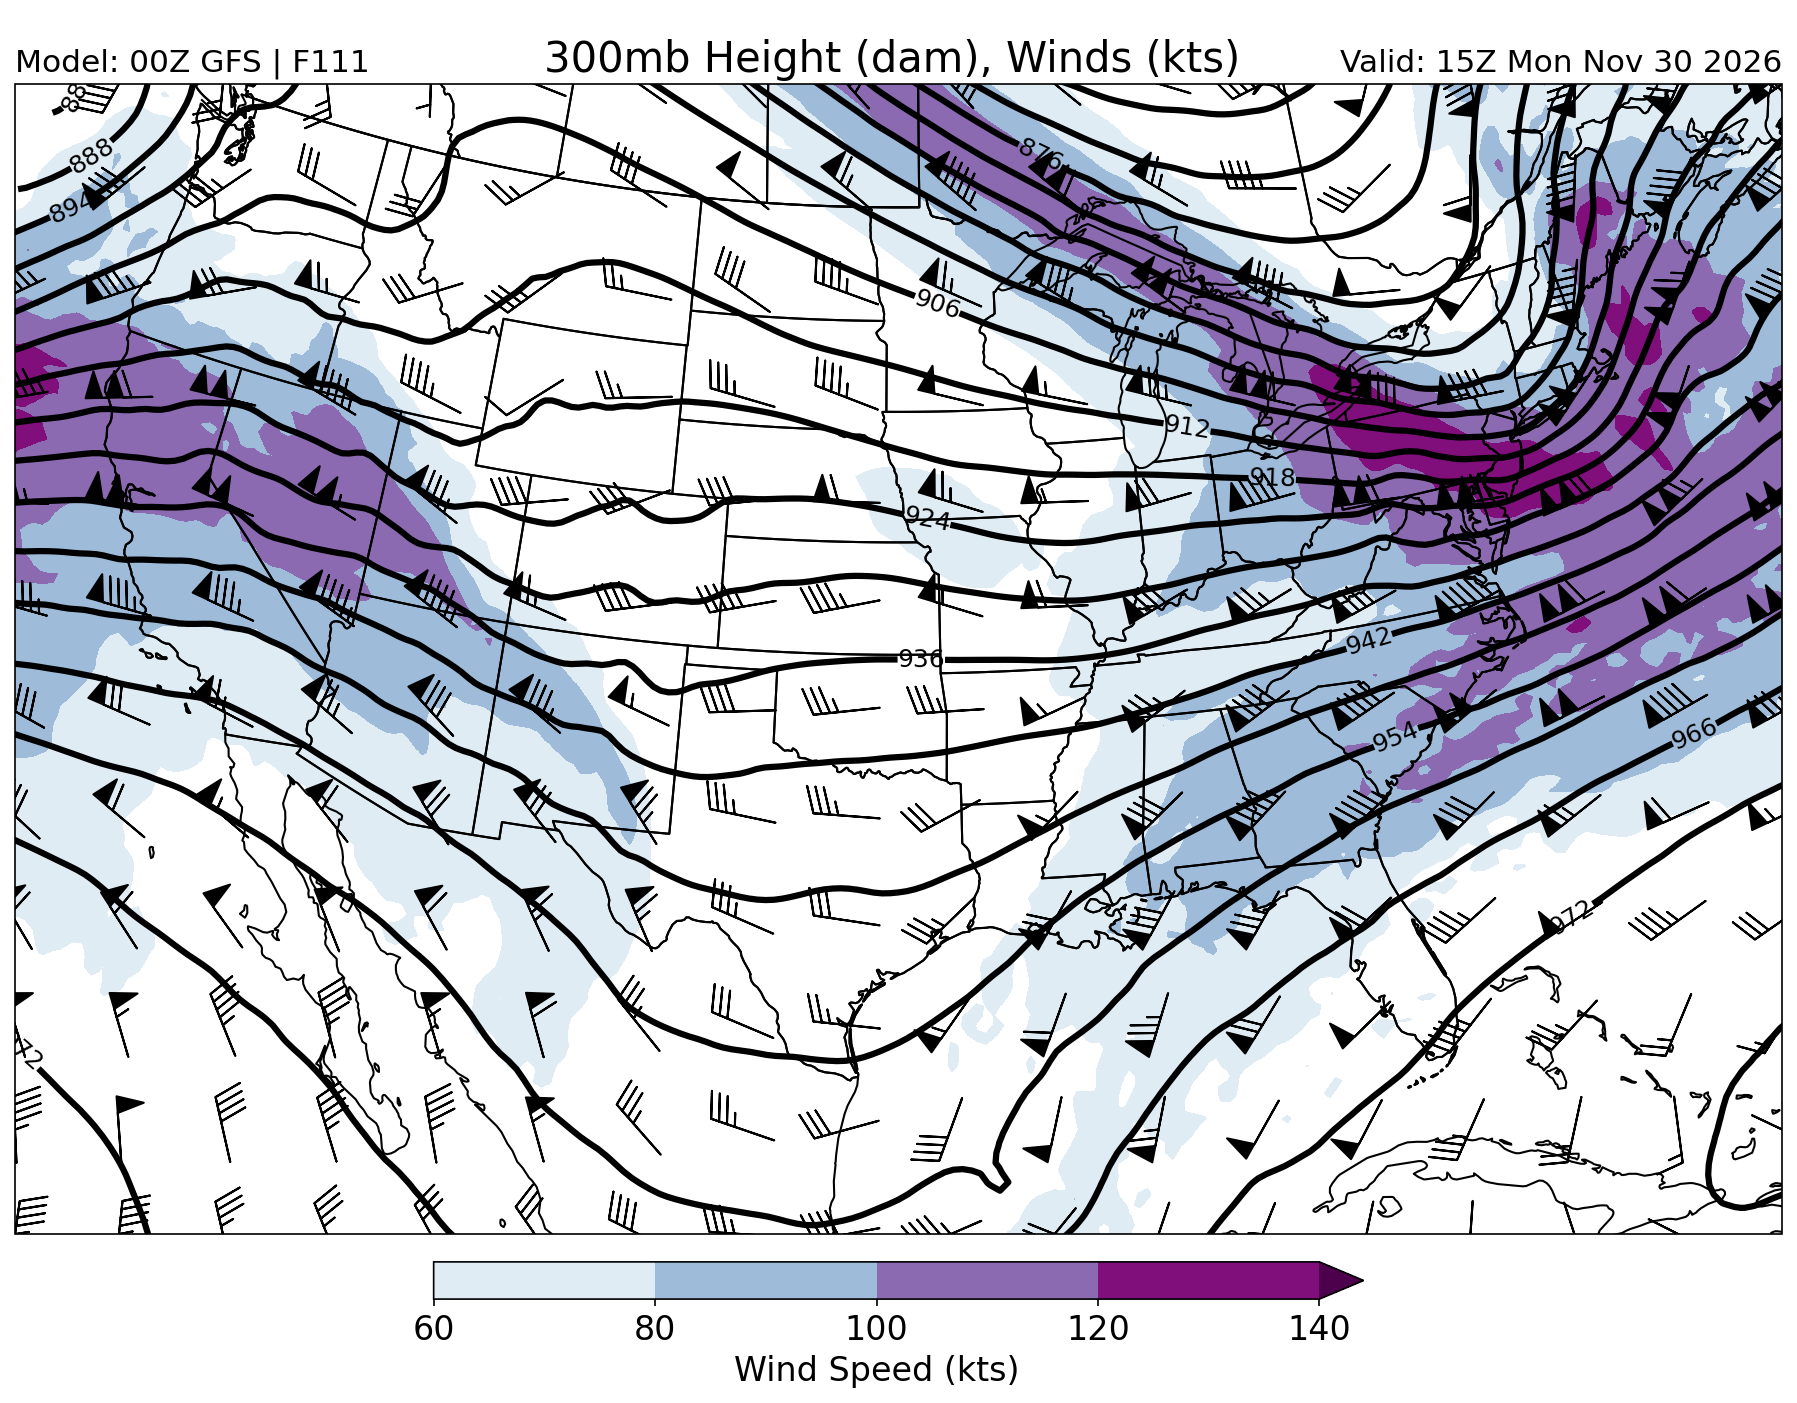 Model: 00Z GFS | F111
300mb Height (dam), Winds (kts)
Valid: 15Z Mon Nov 30 2026
888
894
876
906
912
918
924
936
942
954
966
972
60 80 100 120 140
Wind Speed (kts)